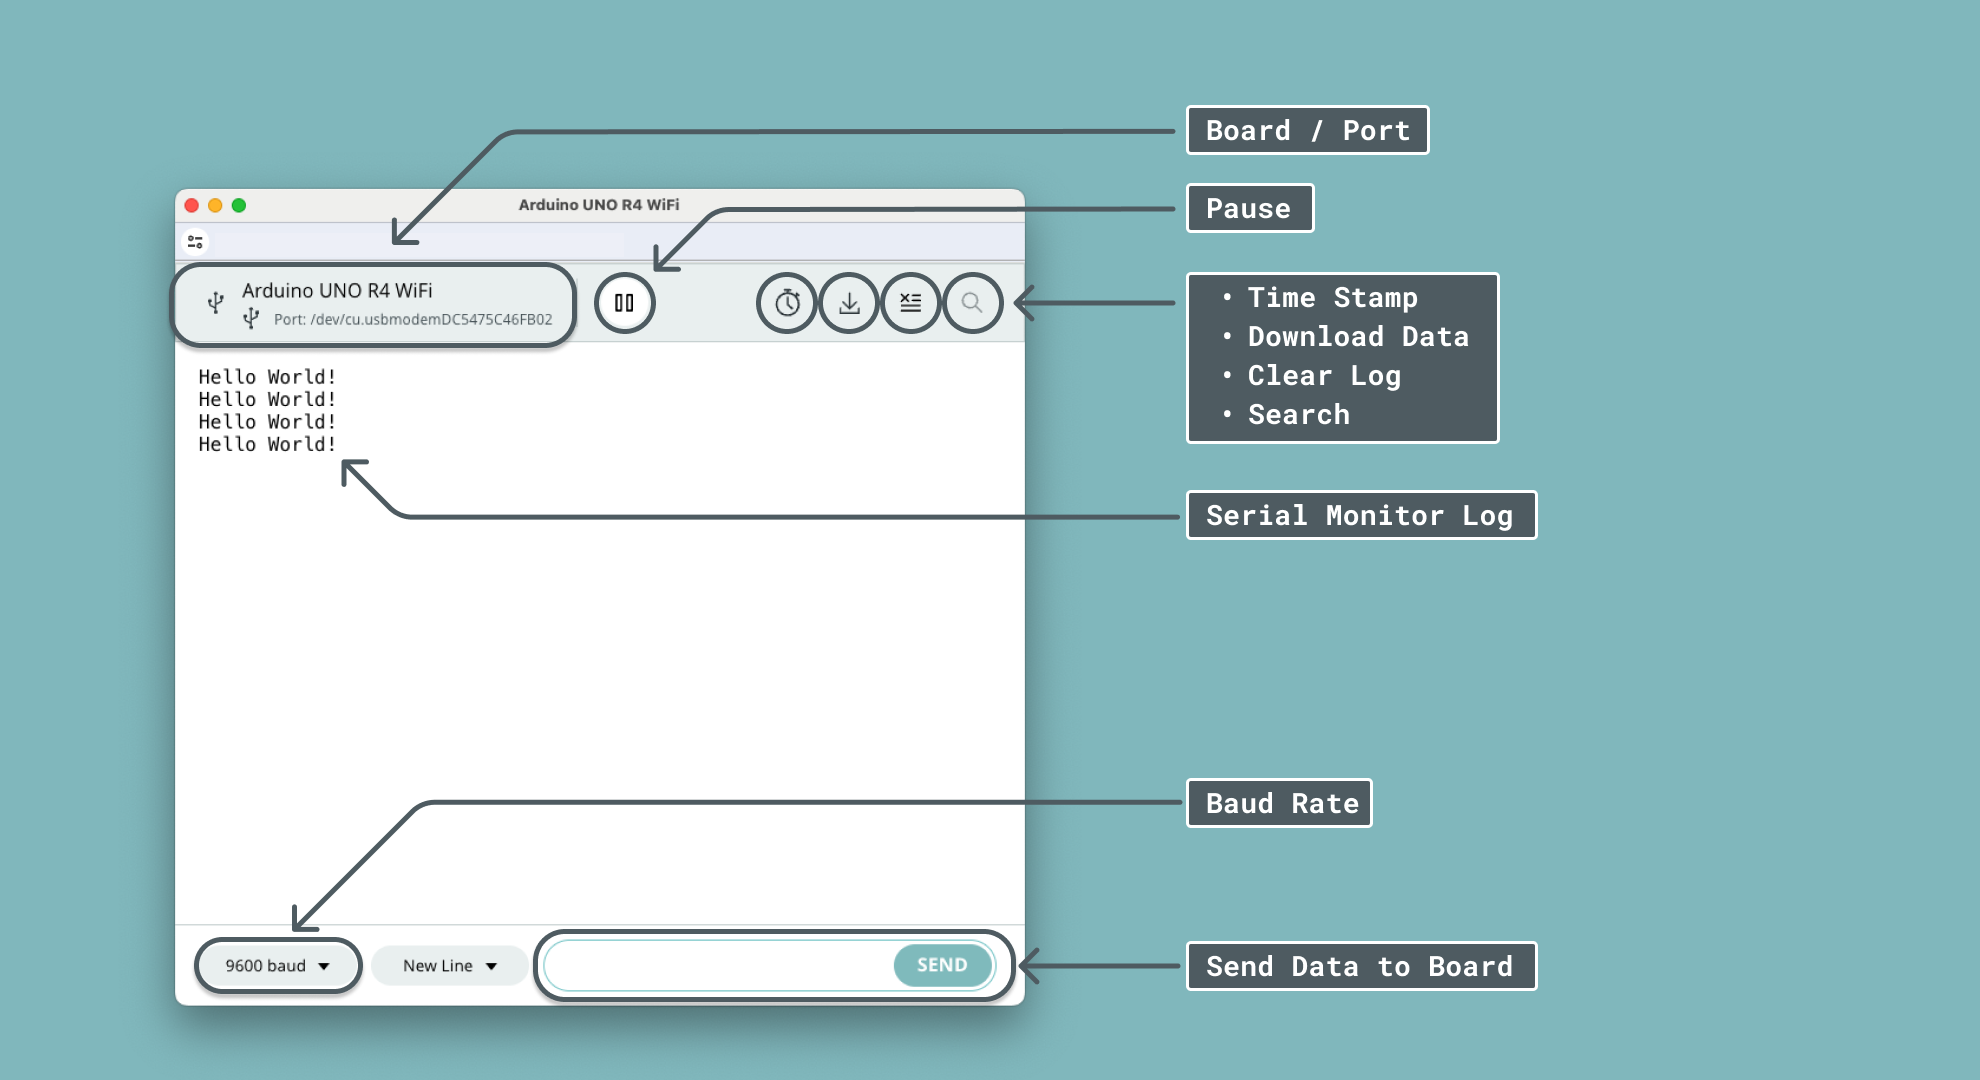 Board / Port
Arduino UNO R4 WiFi
Pause
Arduino UNO R4 WiFi
Port: /dev/cu.usbmodemDC5475C46FB02
• Time Stamp
• Download Data
• Clear Log
• Search
Hello World!
Hello World!
Hello World!
Hello World!
Serial Monitor Log
Baud Rate
9600 baud
New Line
SEND
Send Data to Board